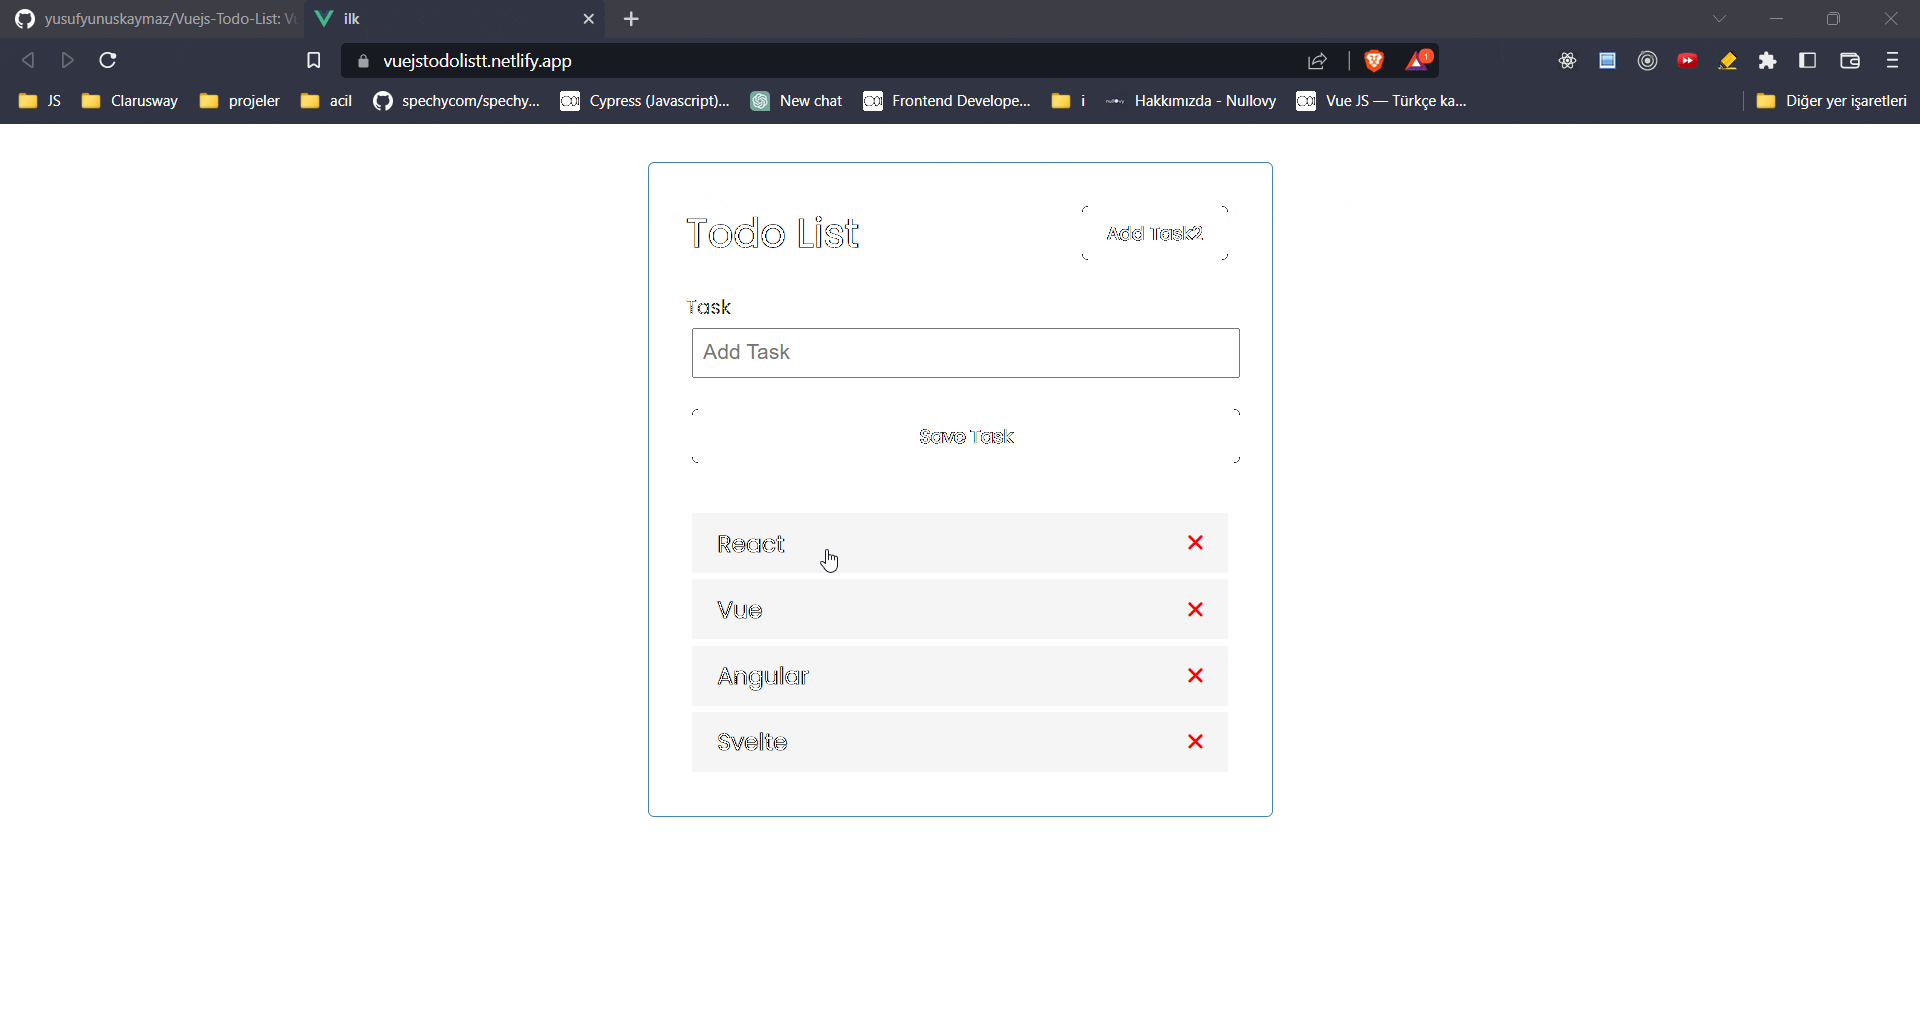 yusufyunuskaymaz/Vuejs-Todo-List: Vu
ilk
vuejstodolistt.netlify.app
1
JS
Clarusway
projeler
acil
spechycom/spechy...
Cypress (Javascript)...
New chat
Frontend Develope...
i
Hakkımızda - Nullovy
Vue JS — Türkçe ka...
Diğer yer işaretleri
Todo List
Add Task2
Task
Add Task
Save Task
React
Vue
Angular
Svelte